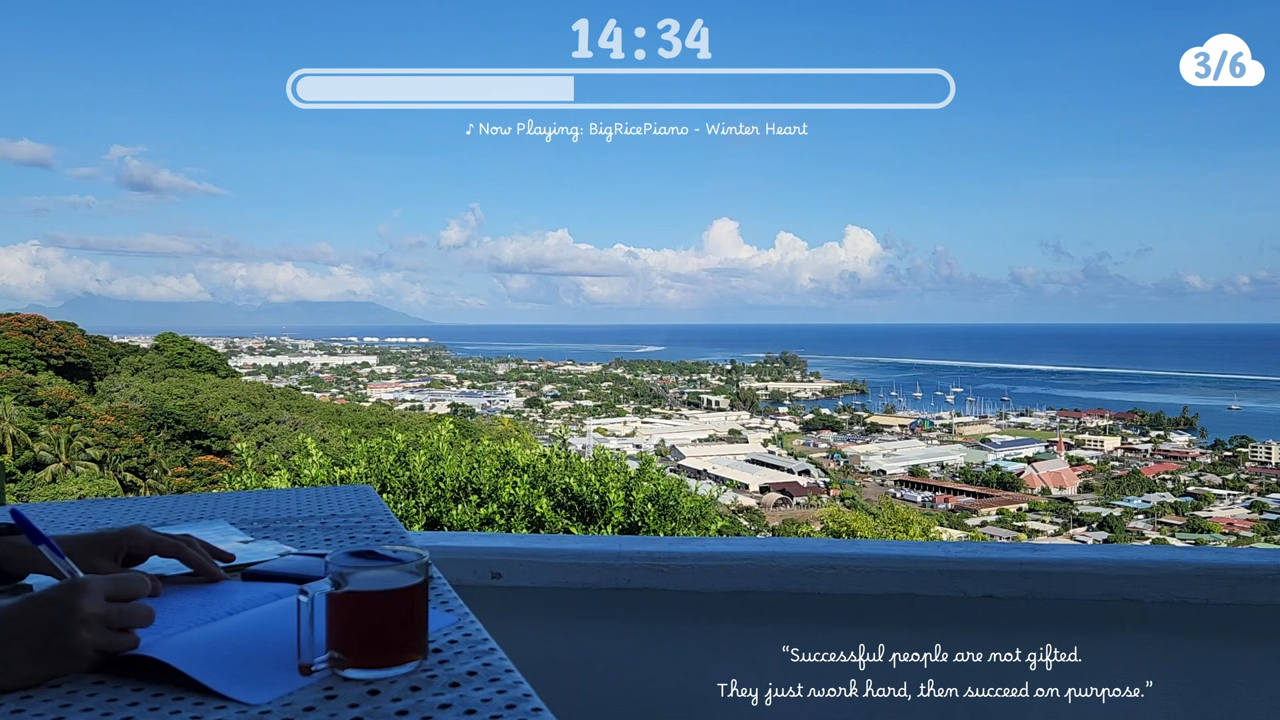 14:34
3/6
♪ Now Playing: BigRicePiano - Winter Heart
“Successful people are not gifted.
They just work hard, then succeed on purpose.”